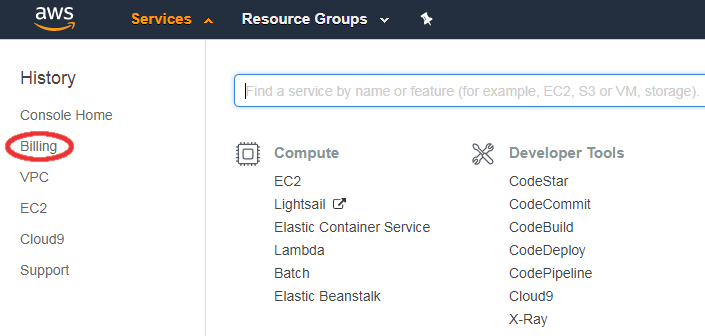 aws Services Resource Groups
History
Console Home
Billing
VPC
EC2
Cloud9
Support
Find a service by name or feature (for example, EC2, S3 or VM, storage).
Compute
EC2
Lightsail
Elastic Container Service
Lambda
Batch
Elastic Beanstalk
Developer Tools
CodeStar
CodeCommit
CodeBuild
CodeDeploy
CodePipeline
Cloud9
X-Ray